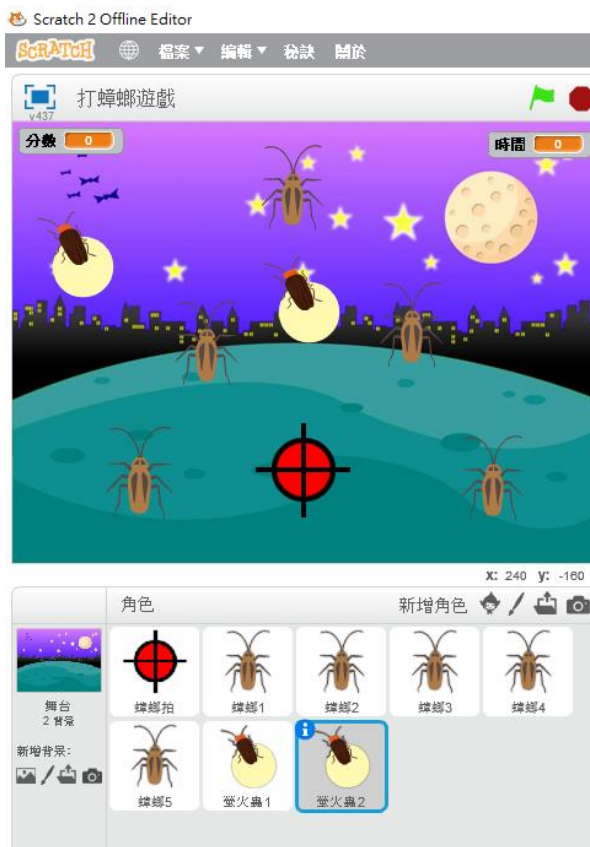 Scratch 2 Offline Editor
SCRATCH 檔案▼ 編輯▼ 秘訣 關於
v437 打蟑螂遊戲
分數 0
時間 0
x: 240 y: -160
角色 新增角色
舞台
2 背景
新增背景:
蟑螂拍 蟑螂1 蟑螂2 蟑螂3 蟑螂4
蟑螂5 螢火蟲1 螢火蟲2